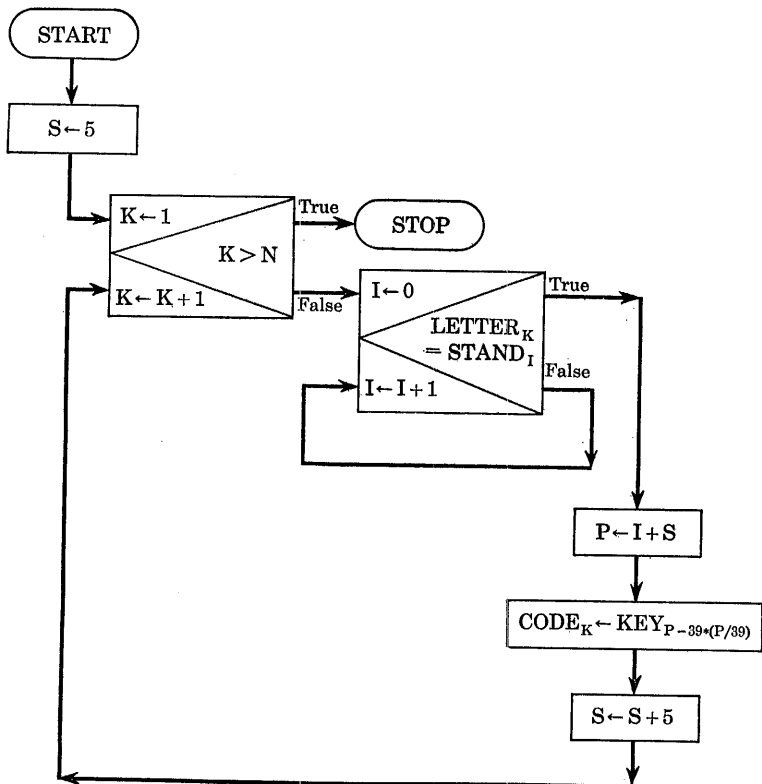 START
S←5
K←1
K>N
K←K+1
True
False
STOP
I←0
LETTER_K
= STAND_I
I←I+1
True
False
P←I+S
CODE_K←KEY_P−39*(P/39)
S←S+5